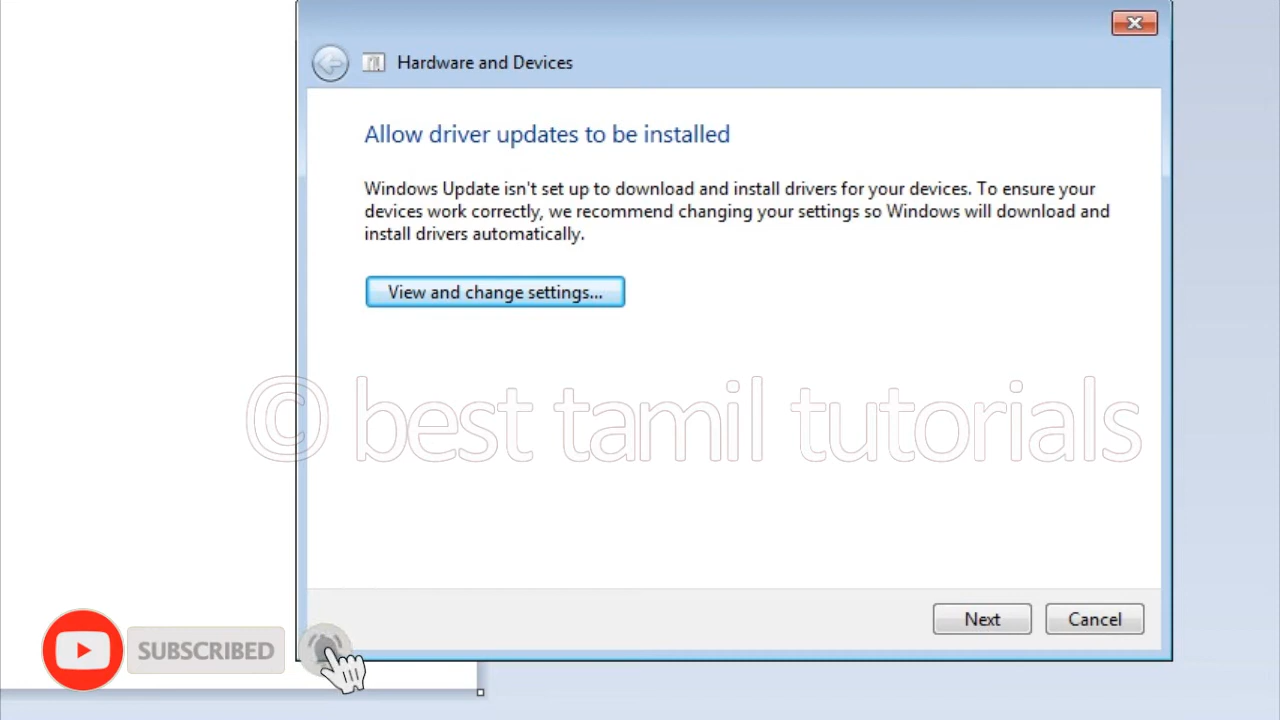 Hardware and Devices
Allow driver updates to be installed
Windows Update isn't set up to download and install drivers for your devices. To ensure your
devices work correctly, we recommend changing your settings so Windows will download and
install drivers automatically.
View and change settings...
© best tamil tutorials
Next
Cancel
SUBSCRIBED